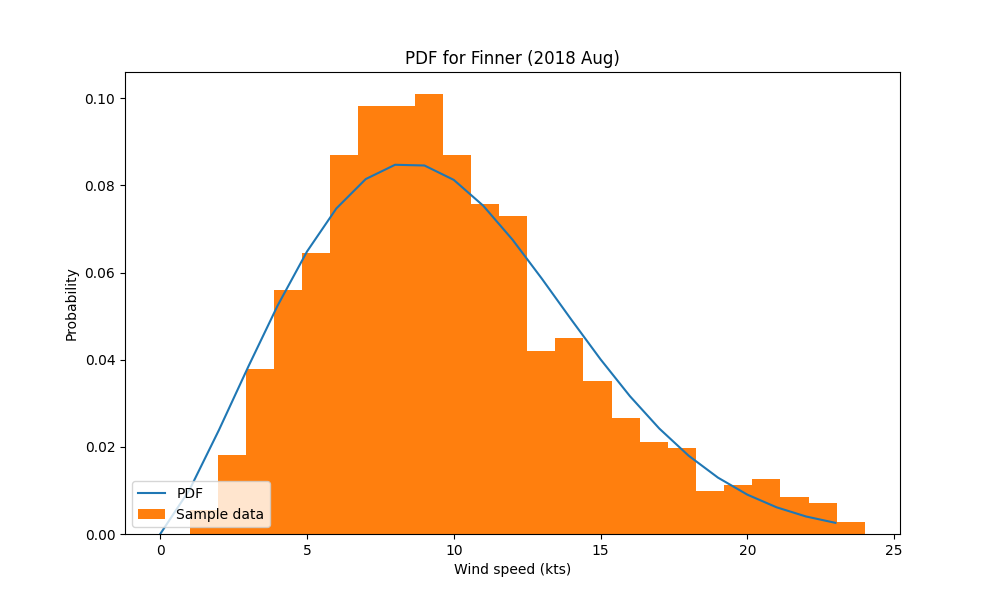 PDF for Finner (2018 Aug)
0.10
0.08
0.06
0.04
0.02
0.00
Probability
PDF
Sample data
0 5 10 15 20 25
Wind speed (kts)